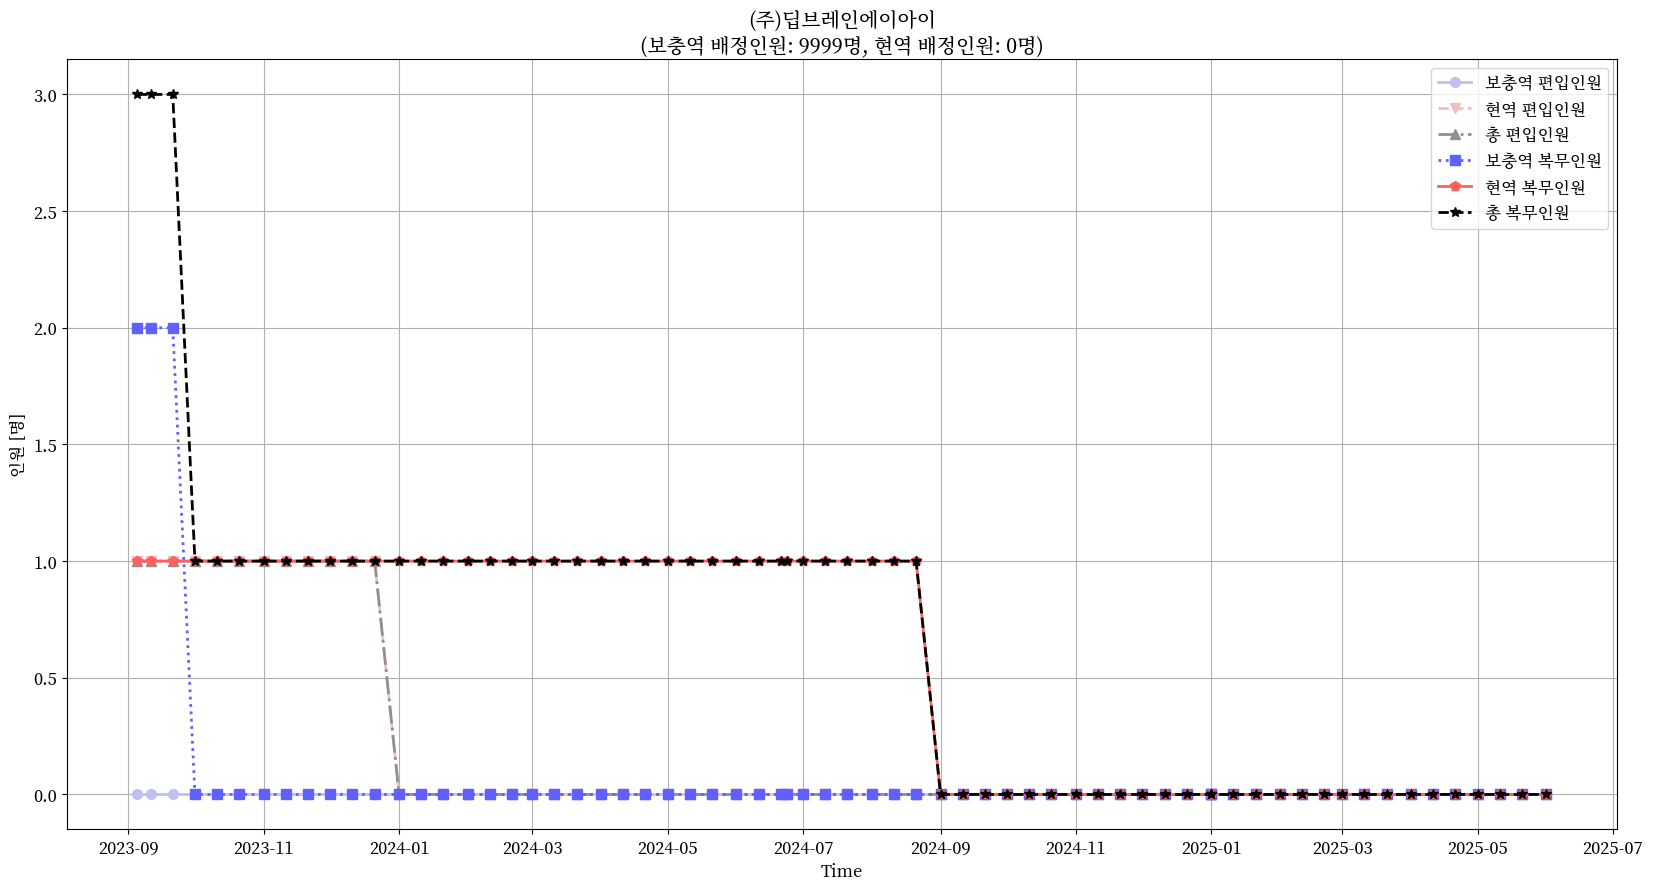 (주)딥브레인에이아이
(보충역 배정인원: 9999명, 현역 배정인원: 0명)
보충역 편입인원
현역 편입인원
총 편입인원
보충역 복무인원
현역 복무인원
총 복무인원
인원 [명]
3.0
2.5
2.0
1.5
1.0
0.5
0.0
2023-09 2023-11 2024-01 2024-03 2024-05 2024-07 2024-09 2024-11 2025-01 2025-03 2025-05 2025-07
Time